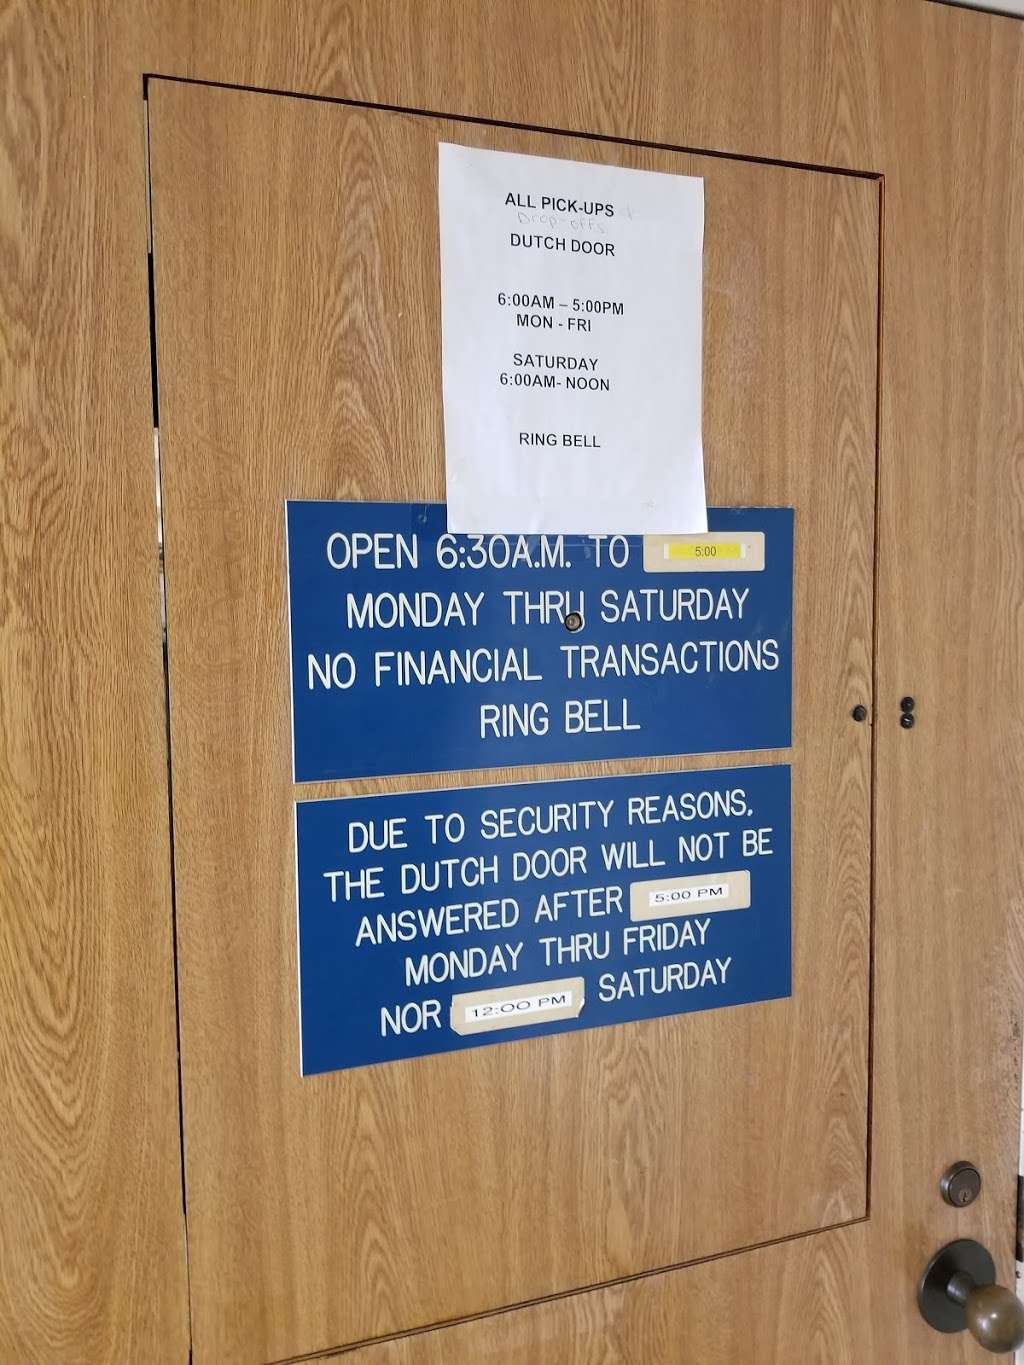 ALL PICK-UPS &
Drop-offs
DUTCH DOOR
6:00AM – 5:00PM
MON - FRI
SATURDAY
6:00AM- NOON
RING BELL
OPEN 6:30A.M. TO 5:00
MONDAY THRU SATURDAY
NO FINANCIAL TRANSACTIONS
RING BELL
DUE TO SECURITY REASONS,
THE DUTCH DOOR WILL NOT BE
ANSWERED AFTER 5:00 PM
MONDAY THRU FRIDAY
NOR 12:00 PM SATURDAY